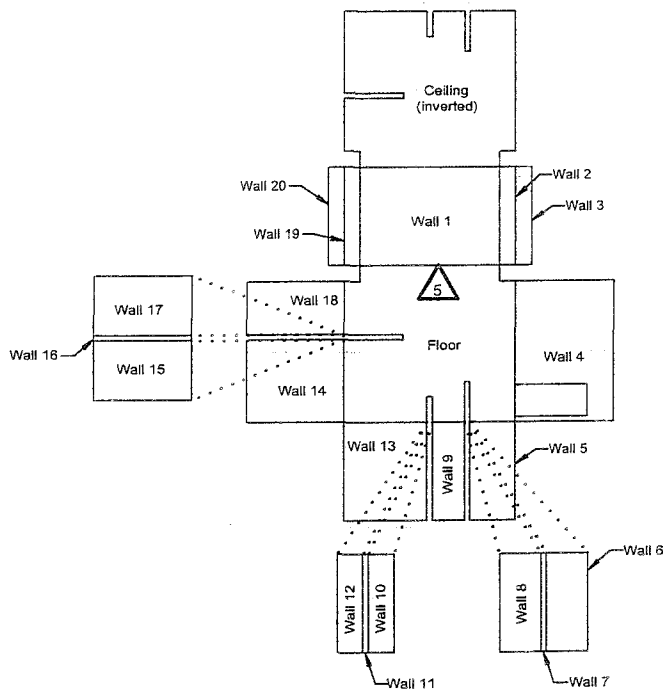 Ceiling
(inverted)
Wall 20
Wall 2
Wall 1
Wall 3
Wall 19
5
Wall 17
Wall 18
Wall 16
Floor
Wall 4
Wall 15
Wall 14
Wall 13
Wall 9
Wall 5
Wall 6
Wall 12
Wall 10
Wall 8
Wall 11
Wall 7